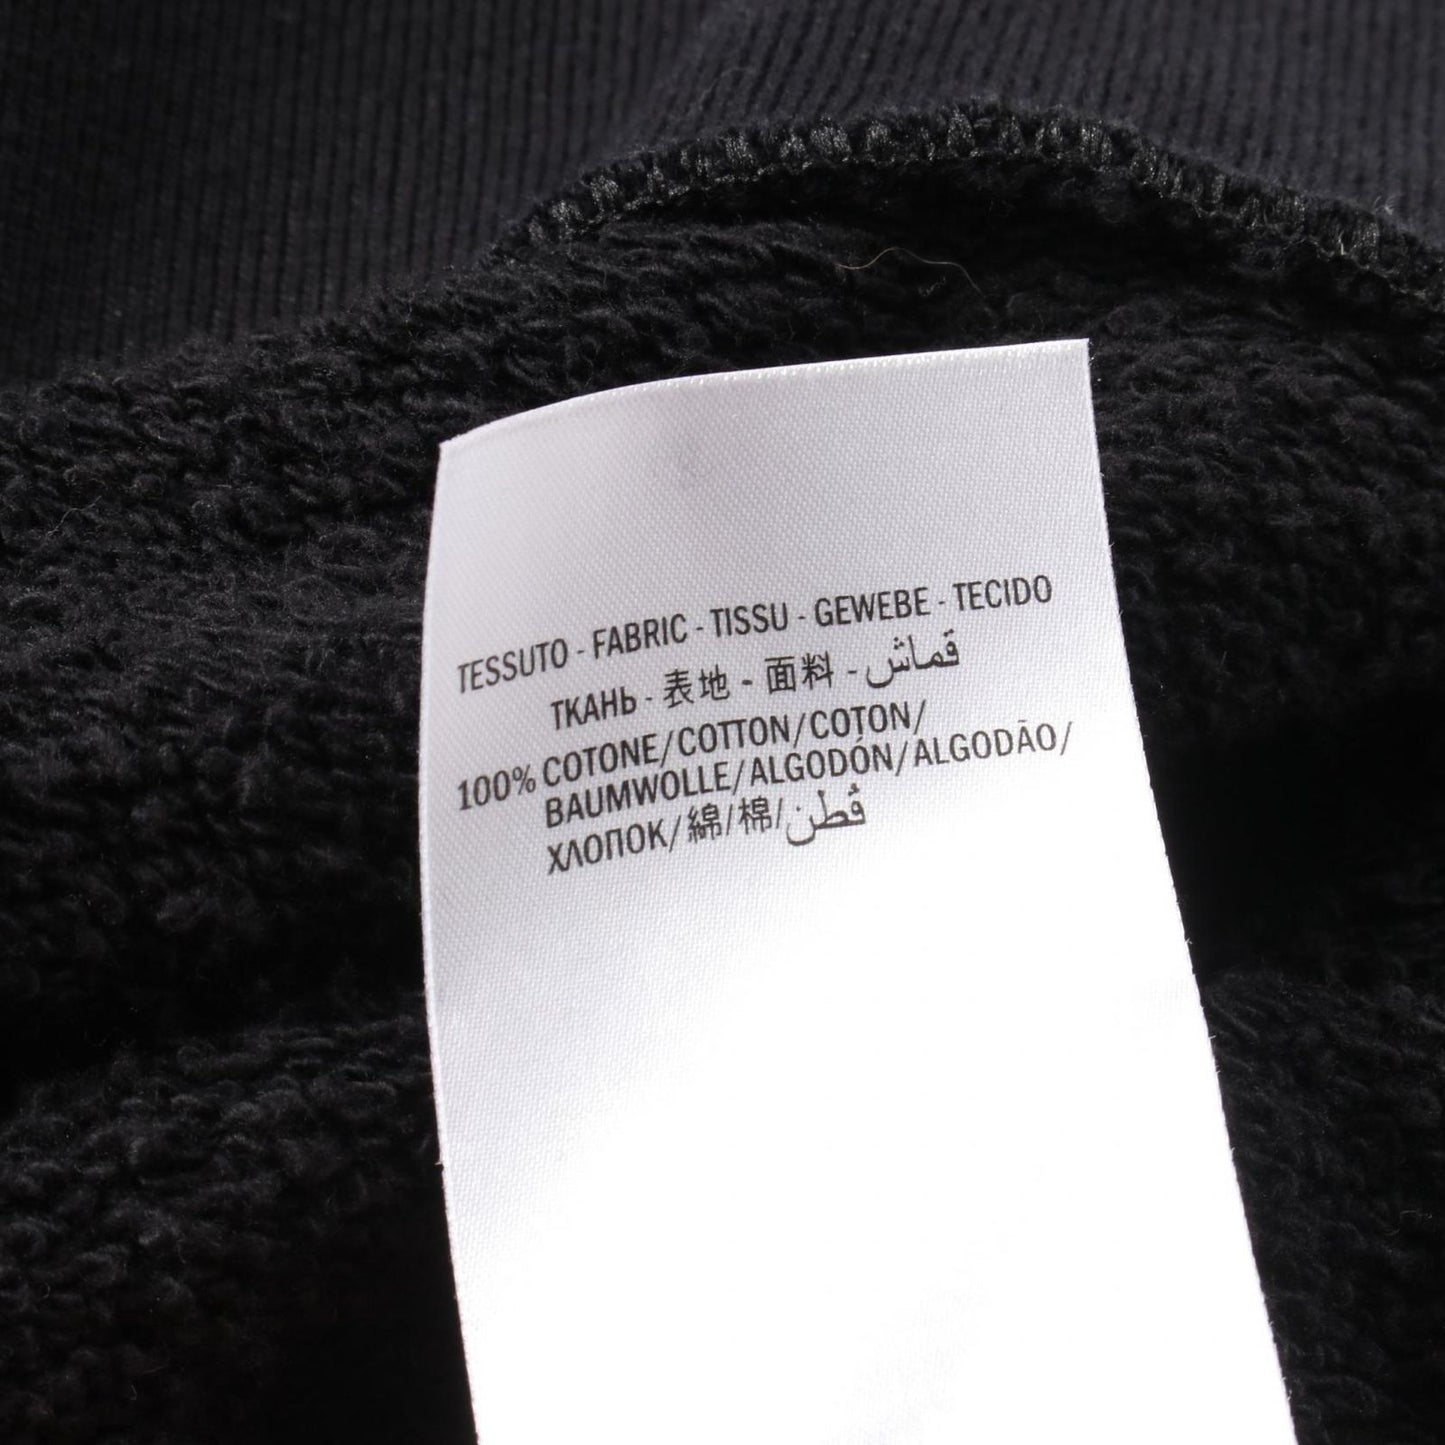 TESSUTO - FABRIC - TISSU - GEWEBE - TECIDO
ТКАНЬ - 表地 - 面料 - قماش
100% COTONE/COTTON/COTON/
BAUMWOLLE/ALGODÓN/ALGODÃO/
ХЛОПОК/綿/棉/قطن